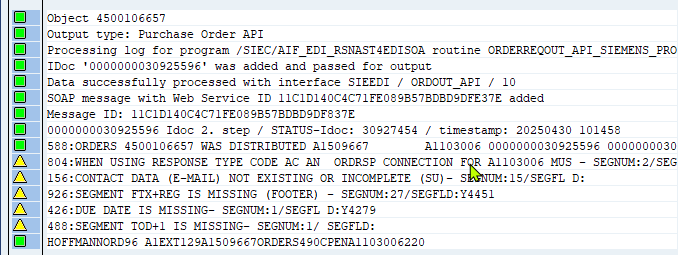 Object 4500106657
Output type: Purchase Order API
Processing log for program /SIEC/AIF_EDI_RSNAST4EDISOA routine ORDERREQOUT_API_SIEMENS_PRO
IDoc '0000000030925596' was added and passed for output
Data successfully processed with interface SIEEDI / ORDOUT_API / 10
SOAP message with Web Service ID 11C1D140C4C71FE089B57BDBD9DFE37E added
Message ID: 11C1D140C4C71FE089B57BDBD9DF837E
0000000030925596 Idoc 2. step / STATUS-Idoc: 30927454 / timestamp: 20250430 101458
588:ORDERS 4500106657 WAS DISTRIBUTED A1509667 A1103006 0000000030925596 000000030
804:WHEN USING RESPONSE TYPE CODE AC AN ORDRSP CONNECTION FOR A1103006 MUS - SEGNUM:2/SEG
156:CONTACT DATA (E-MAIL) NOT EXISTING OR INCOMPLETE (SU)- SEGNUM:15/SEGFL D:
926:SEGMENT FTX+REG IS MISSING (FOOTER) - SEGNUM:27/SEGFLD:Y4451
426:DUE DATE IS MISSING- SEGNUM:1/SEGFL D:Y4279
488:SEGMENT TOD+1 IS MISSING- SEGNUM:1/ SEGFLD:
HOFFMANNORD96 A1EXT129A1509667ORDERS490CPENA1103006220